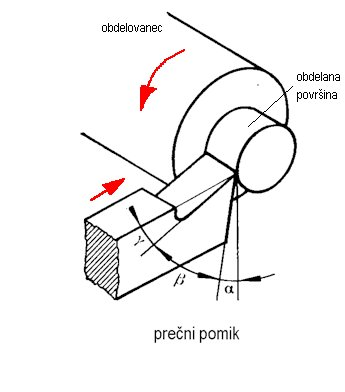 obdelovanec
obdelana
površina
γ
β
α
prečni pomik